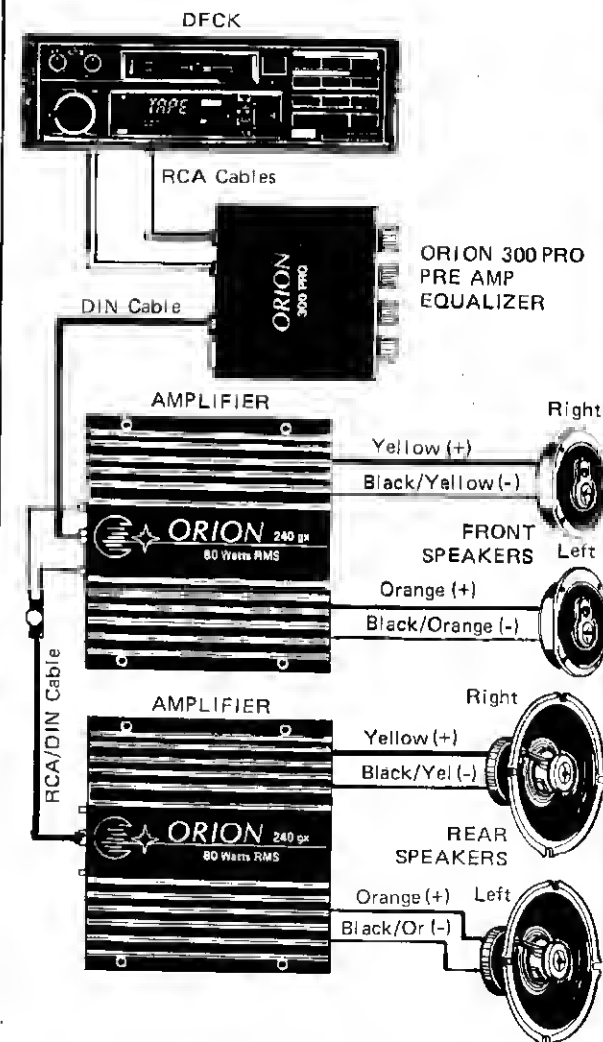 DFCK
TAPE
RCA Cables
ORION
300 PRO
ORION 300 PRO
PRE AMP
EQUALIZER
DIN Cable
AMPLIFIER
Right
Yellow (+)
Black/Yellow (-)
ORION 240 gx
80 Watts RMS
FRONT
SPEAKERS
Left
Orange (+)
Black/Orange (-)
RCA/DIN Cable
AMPLIFIER
Right
Yellow (+)
Black/Yel (-)
ORION 240 gx
80 Watts RMS
REAR
SPEAKERS
Orange (+)
Left
Black/Or (-)